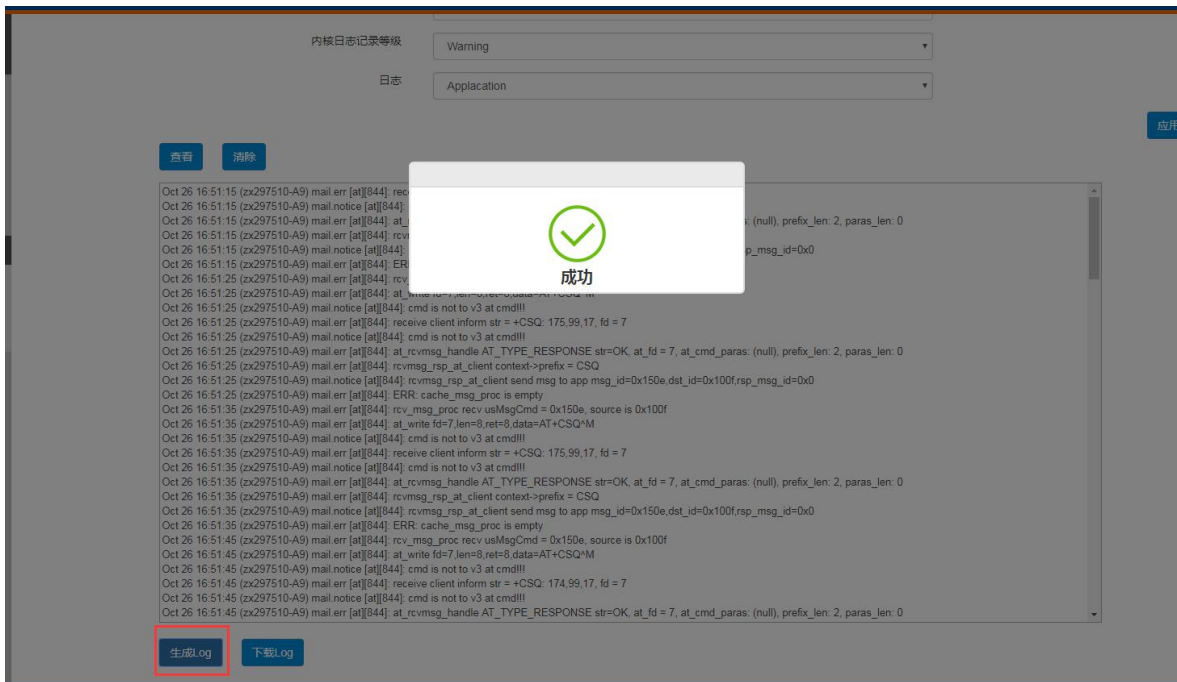 内核日志记录等级
Warning
日志
Applacation
应用
查看
清除
Oct 26 16:51:15 (zx297510-A9) mail.err [at][844]: rec
Oct 26 16:51:15 (zx297510-A9) mail.notice [at][844]:
Oct 26 16:51:15 (zx297510-A9) mail.err [at][844]: at_ s: (null), prefix_len: 2, paras_len: 0
Oct 26 16:51:15 (zx297510-A9) mail.err [at][844]: rcv
Oct 26 16:51:15 (zx297510-A9) mail.notice [at][844]: sp_msg_id=0x0
Oct 26 16:51:15 (zx297510-A9) mail.err [at][844]: ER
Oct 26 16:51:25 (zx297510-A9) mail.err [at][844]: rcv_
Oct 26 16:51:25 (zx297510-A9) mail.err [at][844]: at_write fd=7,len=8,ret=8,data=AT+CSQ^M
Oct 26 16:51:25 (zx297510-A9) mail.notice [at][844]: cmd is not to v3 at cmd!!!
Oct 26 16:51:25 (zx297510-A9) mail.err [at][844]: receive client inform str = +CSQ: 175,99,17, fd = 7
Oct 26 16:51:25 (zx297510-A9) mail.notice [at][844]: cmd is not to v3 at cmd!!!
Oct 26 16:51:25 (zx297510-A9) mail.err [at][844]: at_rcvmsg_handle AT_TYPE_RESPONSE str=OK, at_fd = 7, at_cmd_paras: (null), prefix_len: 2, paras_len: 0
Oct 26 16:51:25 (zx297510-A9) mail.err [at][844]: rcvmsg_rsp_at_client context->prefix = CSQ
Oct 26 16:51:25 (zx297510-A9) mail.notice [at][844]: rcvmsg_rsp_at_client send msg to app msg_id=0x150e,dst_id=0x100f,rsp_msg_id=0x0
Oct 26 16:51:25 (zx297510-A9) mail.err [at][844]: ERR: cache_msg_proc is empty
Oct 26 16:51:35 (zx297510-A9) mail.err [at][844]: rcv_msg_proc recv usMsgCmd = 0x150e, source is 0x100f
Oct 26 16:51:35 (zx297510-A9) mail.err [at][844]: at_write fd=7,len=8,ret=8,data=AT+CSQ^M
Oct 26 16:51:35 (zx297510-A9) mail.notice [at][844]: cmd is not to v3 at cmd!!!
Oct 26 16:51:35 (zx297510-A9) mail.err [at][844]: receive client inform str = +CSQ: 175,99,17, fd = 7
Oct 26 16:51:35 (zx297510-A9) mail.notice [at][844]: cmd is not to v3 at cmd!!!
Oct 26 16:51:35 (zx297510-A9) mail.err [at][844]: at_rcvmsg_handle AT_TYPE_RESPONSE str=OK, at_fd = 7, at_cmd_paras: (null), prefix_len: 2, paras_len: 0
Oct 26 16:51:35 (zx297510-A9) mail.err [at][844]: rcvmsg_rsp_at_client context->prefix = CSQ
Oct 26 16:51:35 (zx297510-A9) mail.notice [at][844]: rcvmsg_rsp_at_client send msg to app msg_id=0x150e,dst_id=0x100f,rsp_msg_id=0x0
Oct 26 16:51:35 (zx297510-A9) mail.err [at][844]: ERR: cache_msg_proc is empty
Oct 26 16:51:45 (zx297510-A9) mail.err [at][844]: rcv_msg_proc recv usMsgCmd = 0x150e, source is 0x100f
Oct 26 16:51:45 (zx297510-A9) mail.err [at][844]: at_write fd=7,len=8,ret=8,data=AT+CSQ^M
Oct 26 16:51:45 (zx297510-A9) mail.notice [at][844]: cmd is not to v3 at cmd!!!
Oct 26 16:51:45 (zx297510-A9) mail.err [at][844]: receive client inform str = +CSQ: 174,99,17, fd = 7
Oct 26 16:51:45 (zx297510-A9) mail.notice [at][844]: cmd is not to v3 at cmd!!!
Oct 26 16:51:45 (zx297510-A9) mail.err [at][844]: at_rcvmsg_handle AT_TYPE_RESPONSE str=OK, at_fd = 7, at_cmd_paras: (null), prefix_len: 2, paras_len: 0
成功
生成Log
下载Log